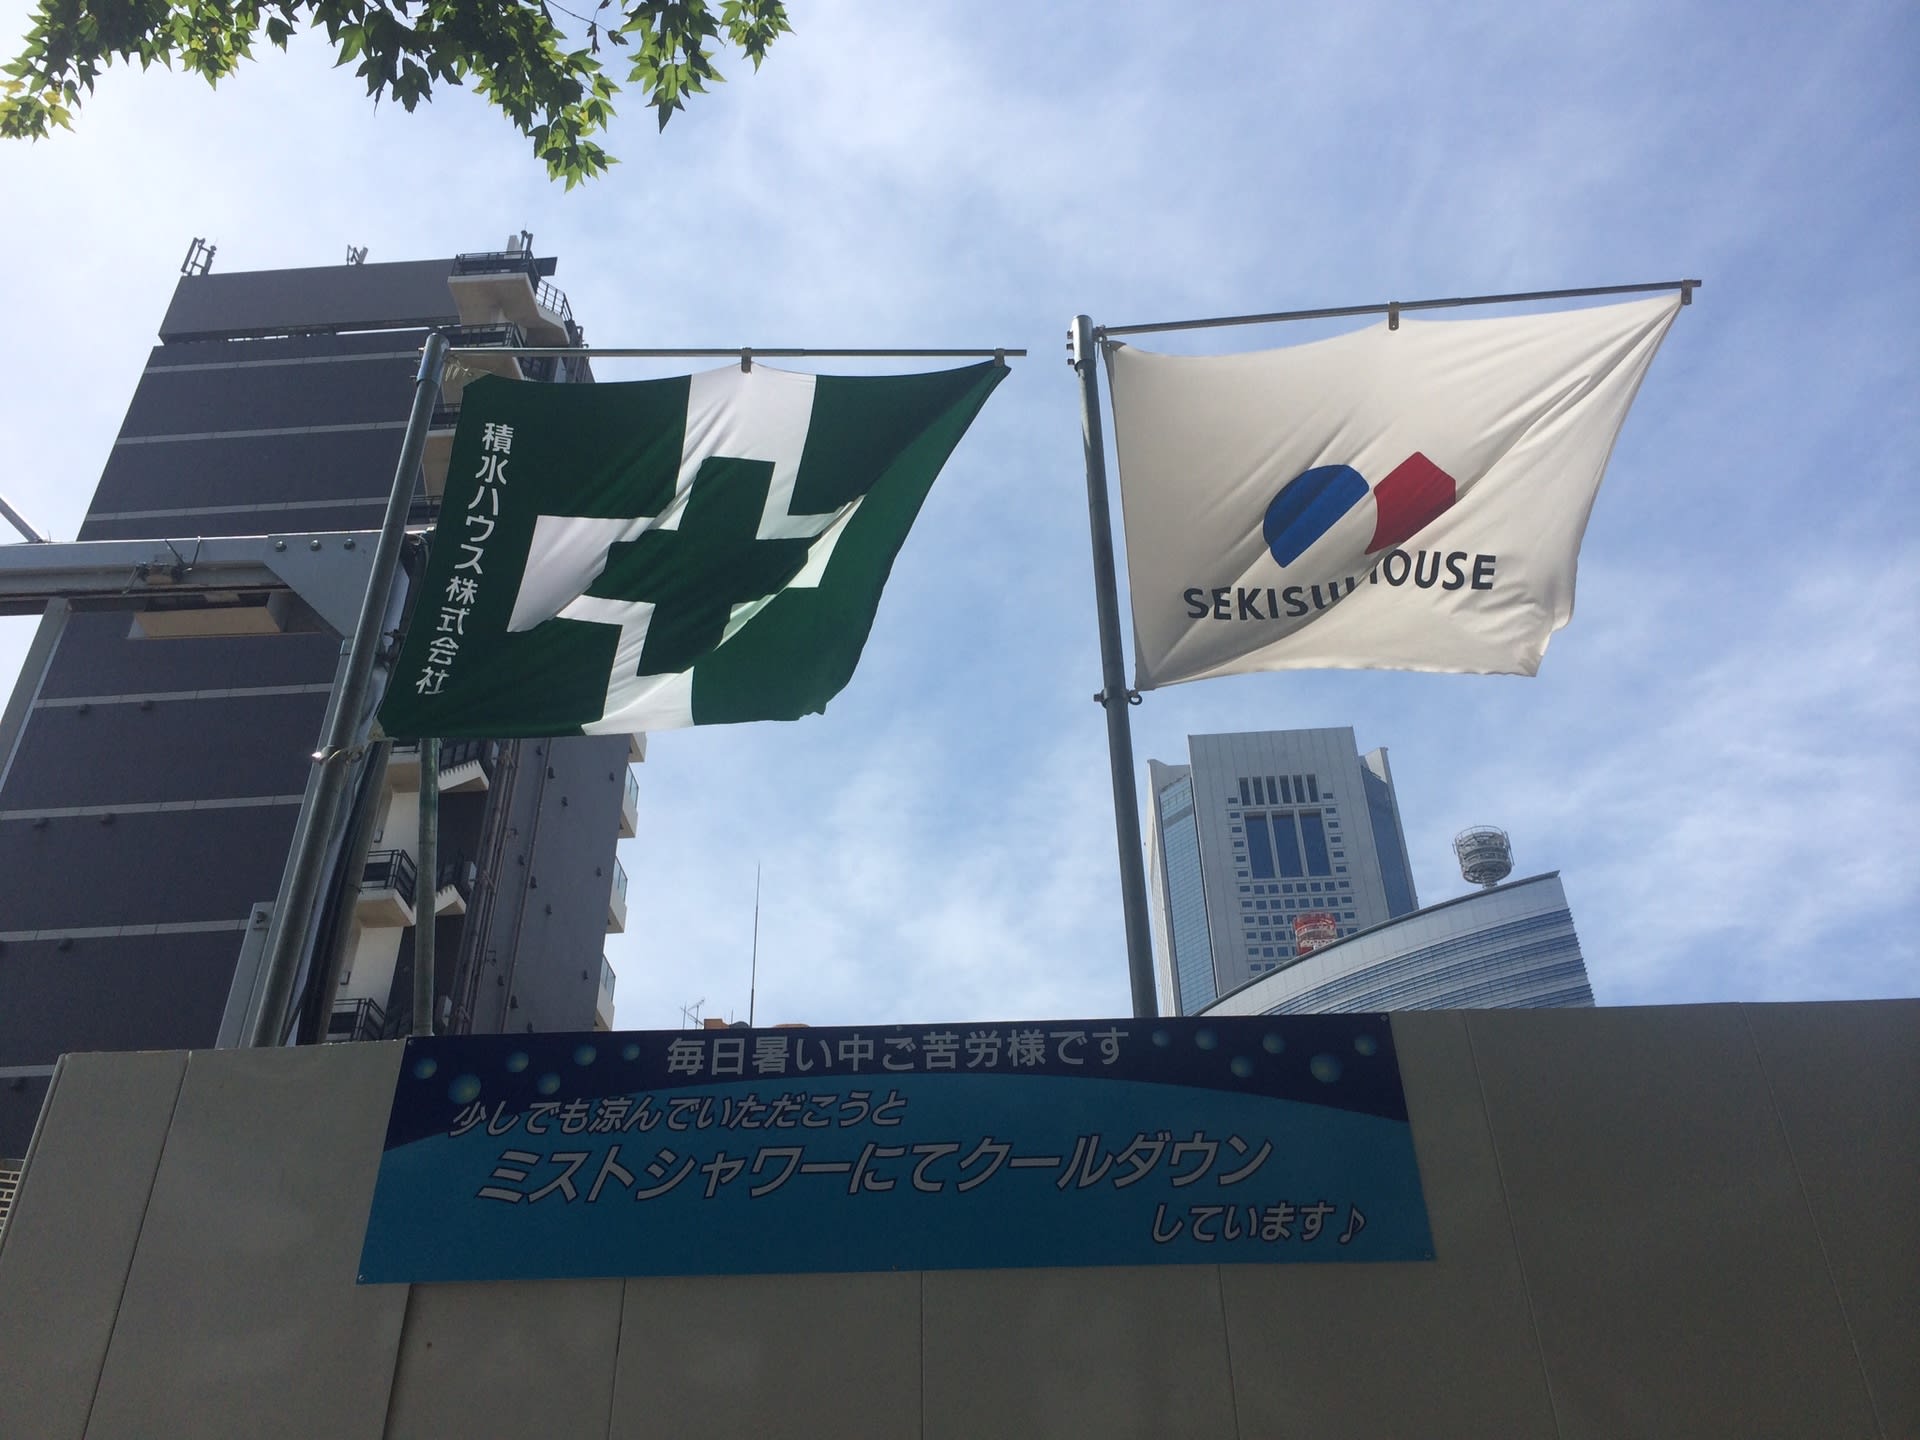 積水ハウス株式会社
SEKISUI HOUSE
毎日暑い中ご苦労様です
少しでも涼んでいただこうと
ミストシャワーにてクールダウン
しています♪